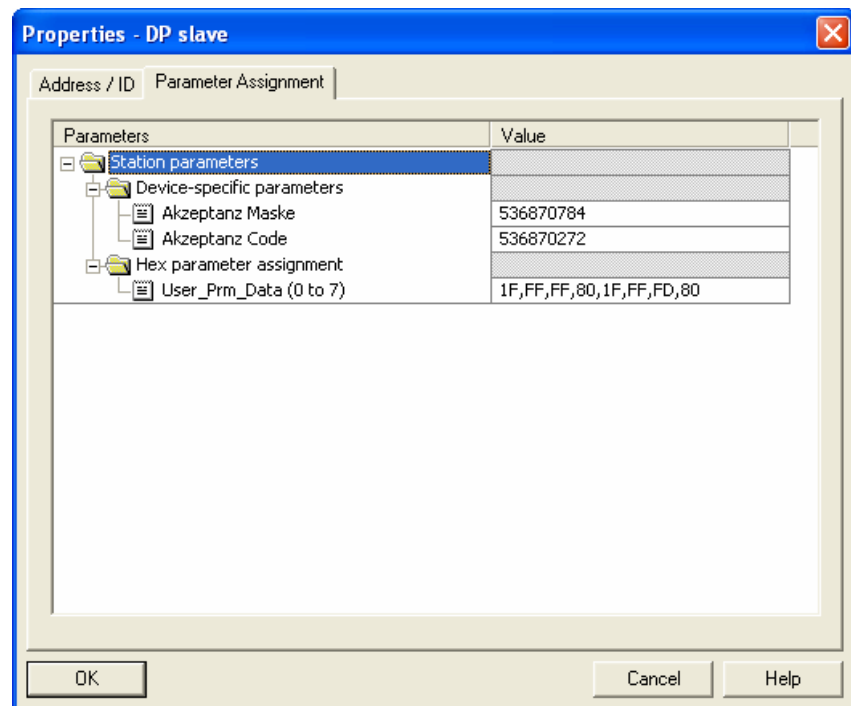 Properties - DP slave
Address / ID Parameter Assignment
Parameters Value
Station parameters
Device-specific parameters
Akzeptanz Maske 536870784
Akzeptanz Code 536870272
Hex parameter assignment
User_Prm_Data (0 to 7) 1F,FF,FF,80,1F,FF,FD,80
OK Cancel Help